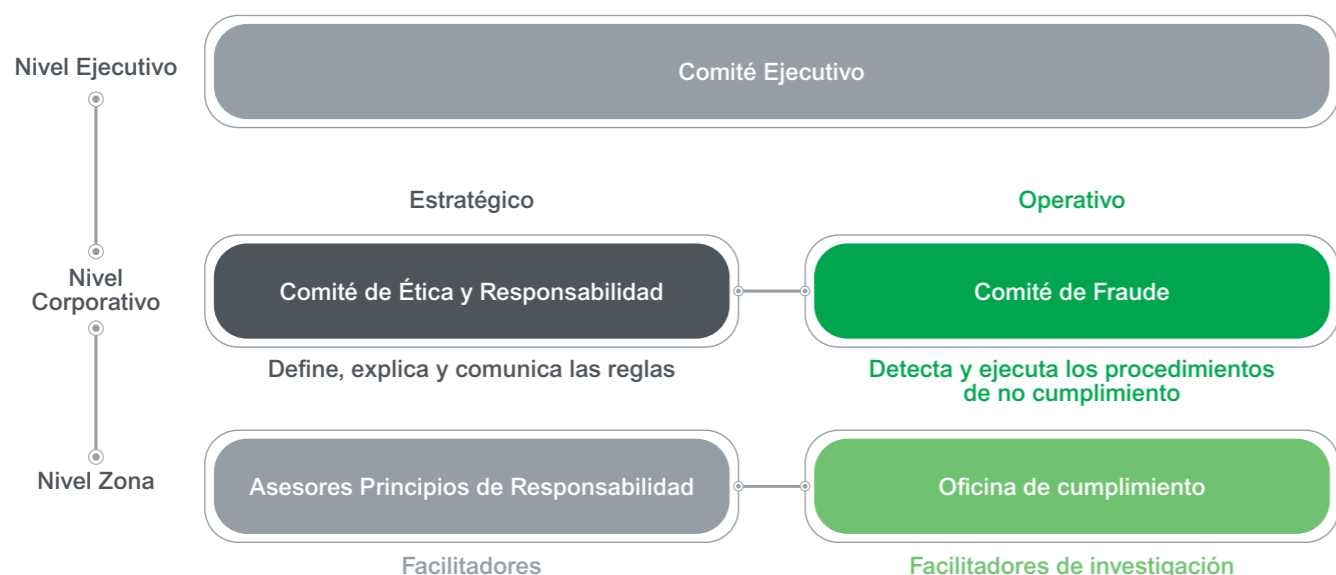 Nivel Ejecutivo
Comité Ejecutivo
Estratégico
Operativo
Nivel
Corporativo
Comité de Ética y Responsabilidad
Comité de Fraude
Define, explica y comunica las reglas
Detecta y ejecuta los procedimientos
de no cumplimiento
Nivel Zona
Asesores Principios de Responsabilidad
Oficina de cumplimiento
Facilitadores
Facilitadores de investigación